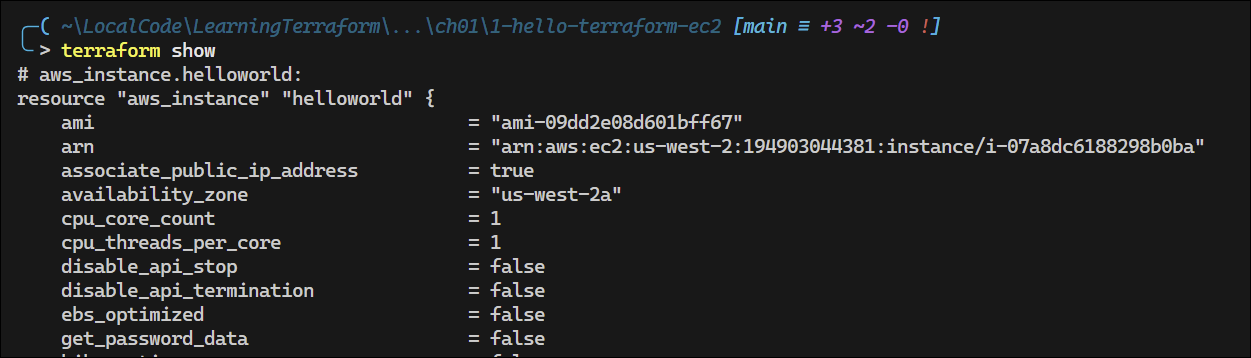 ( ~\LocalCode\LearningTerraform\...\ch01\1-hello-terraform-ec2 [main ≡ +3 ~2 -0 !]
> terraform show
# aws_instance.helloworld:
resource "aws_instance" "helloworld" {
    ami                                  = "ami-09dd2e08d601bff67"
    arn                                  = "arn:aws:ec2:us-west-2:194903044381:instance/i-07a8dc6188298b0ba"
    associate_public_ip_address          = true
    availability_zone                    = "us-west-2a"
    cpu_core_count                       = 1
    cpu_threads_per_core                 = 1
    disable_api_stop                     = false
    disable_api_termination              = false
    ebs_optimized                        = false
    get_password_data                    = false